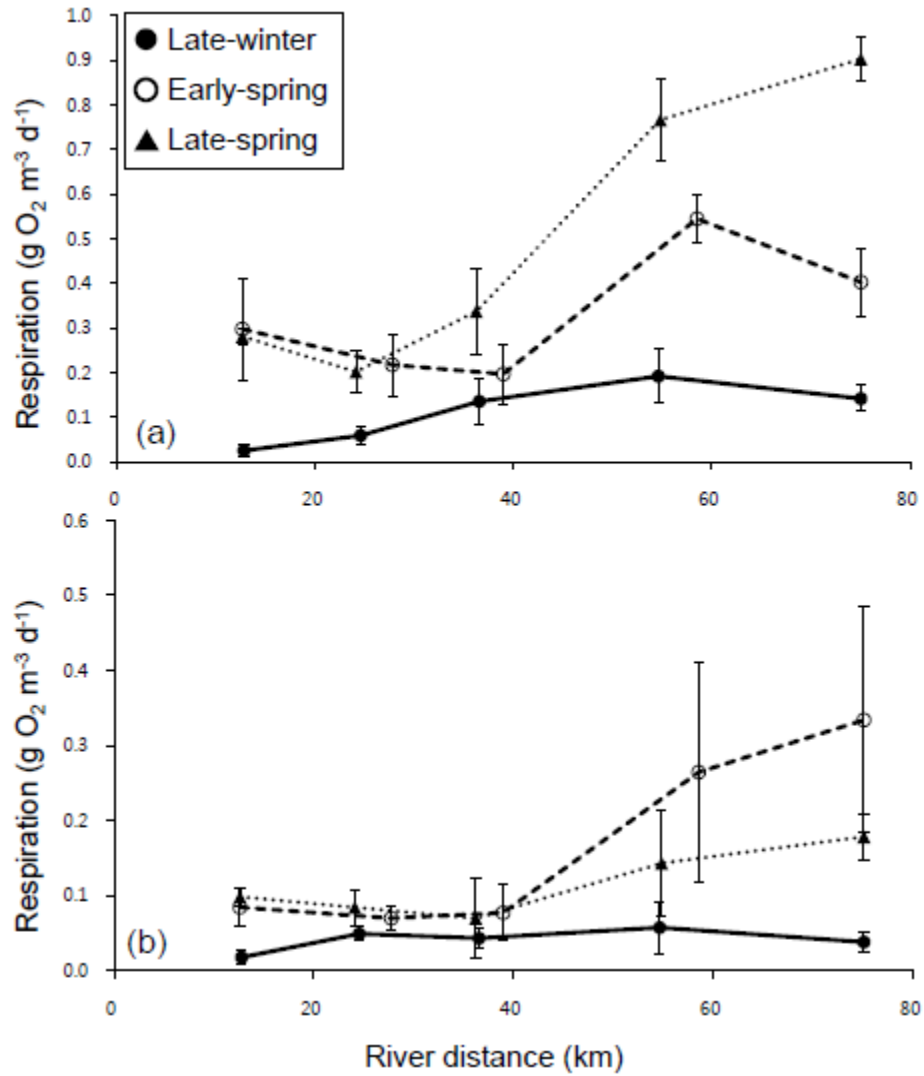 1.0
0.9
0.8
0.7
0.6
0.5
0.4
0.3
0.2
0.1
0.0
Respiration (g O₂ m⁻³ d⁻¹)
Late-winter
Early-spring
Late-spring
(a)
0 20 40 60 80
0.6
0.5
0.4
0.3
0.2
0.1
0.0
Respiration (g O₂ m⁻³ d⁻¹)
(b)
0 20 40 60 80
River distance (km)